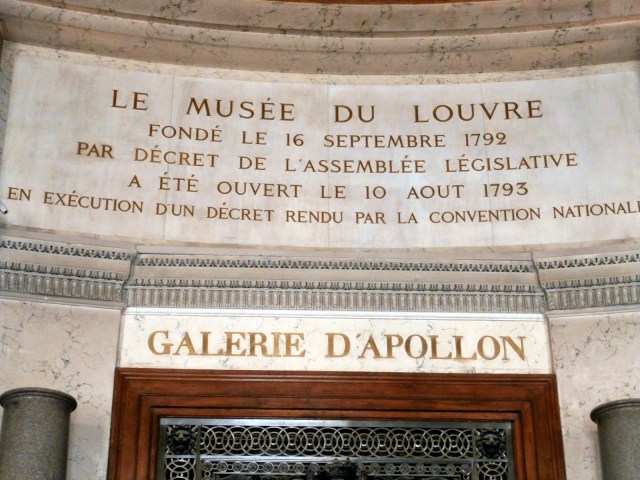 LE MUSÉE DU LOUVRE
FONDÉ LE 16 SEPTEMBRE 1792
PAR DÉCRET DE L'ASSEMBLÉE LÉGISLATIVE
A ÉTÉ OUVERT LE 10 AOUT 1793
EN EXÉCUTION D'UN DÉCRET RENDU PAR LA CONVENTION NATIONALE
GALERIE D'APOLLON